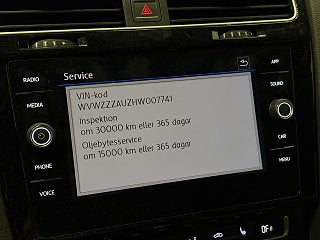 RADIO
MEDIA
PHONE
VOICE
Service
VIN-kod
WVWZZZAUZHW007741
Inspektion
om 30000 km eller 365 dagar
Oljebytesservice
om 15000 km eller 365 dagar
APP
SOUND
CAR
MENU
OFF